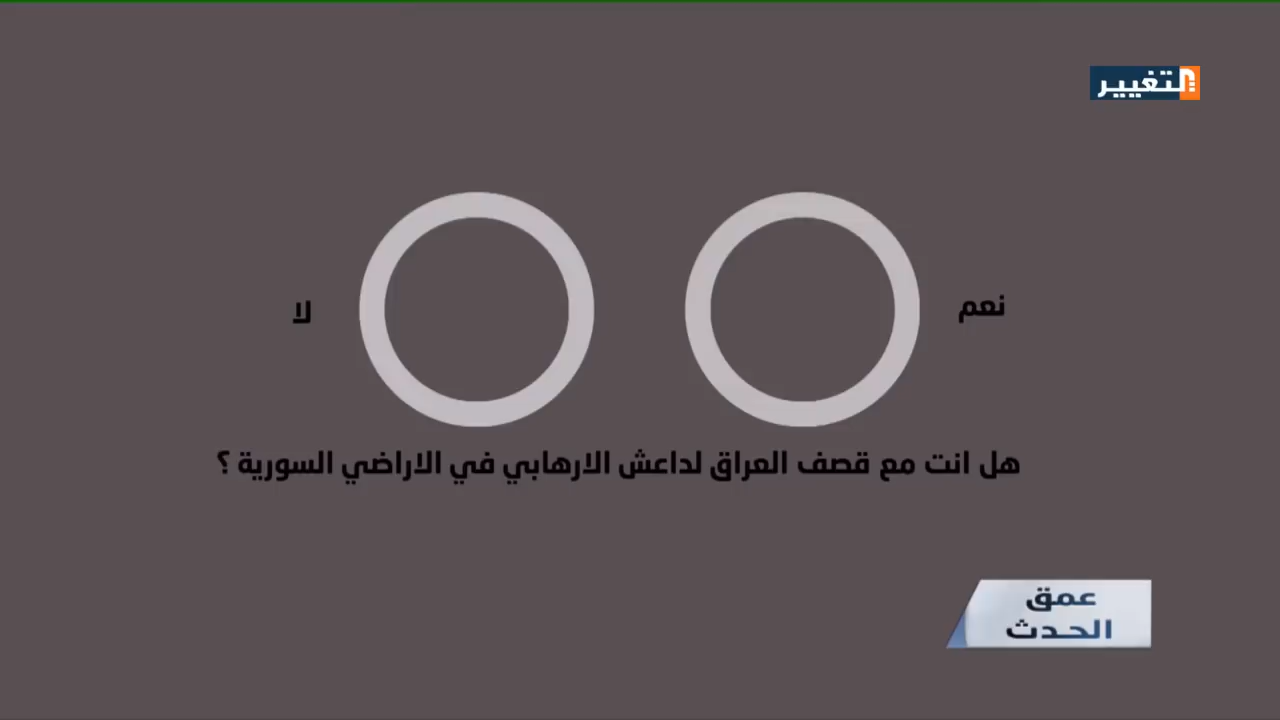 التغيير
نعم
لا
هل انت مع قصف العراق لداعش الارهابي في الاراضي السورية ؟
عمق
الحدث